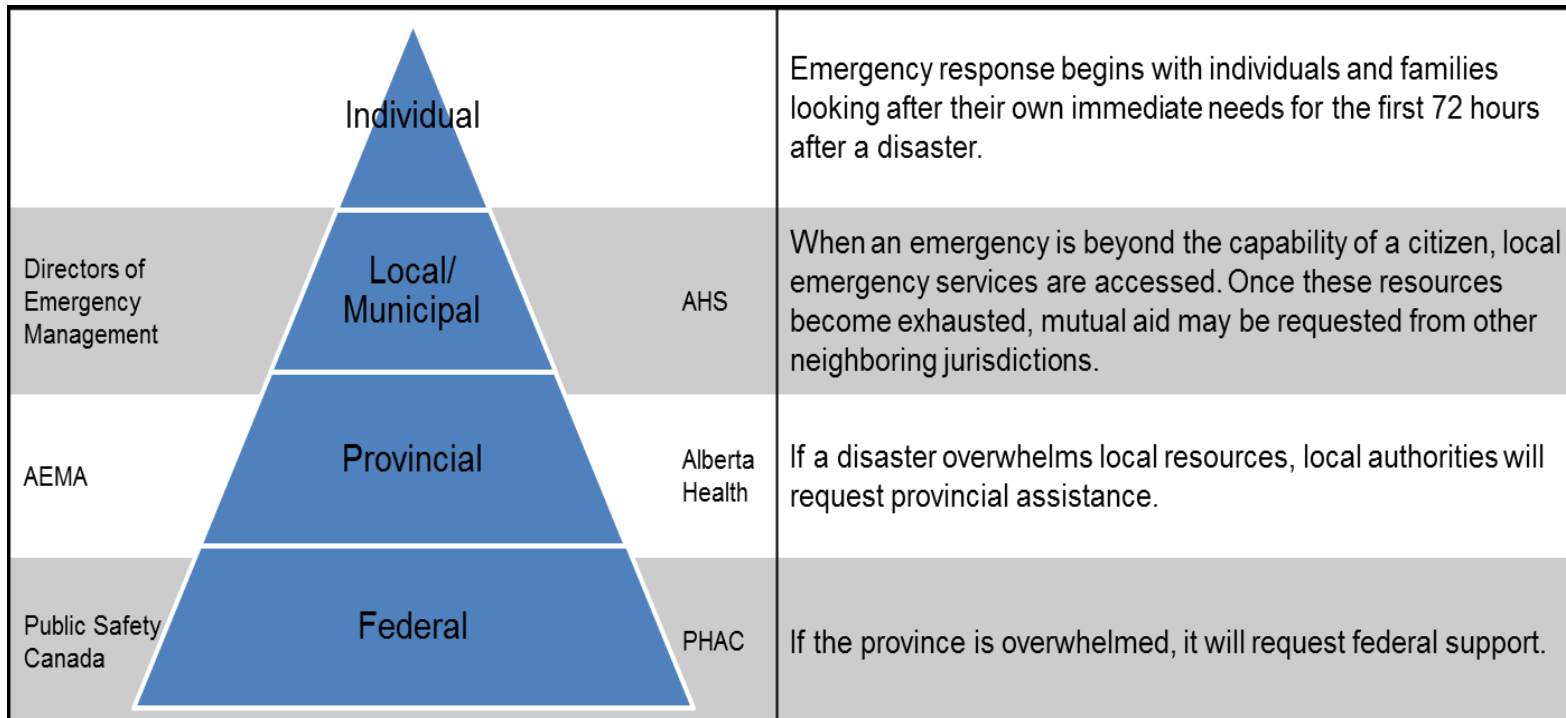 Individual
Emergency response begins with individuals and families
looking after their own immediate needs for the first 72 hours
after a disaster.
Directors of
Emergency
Management
Local/
Municipal
AHS
When an emergency is beyond the capability of a citizen, local
emergency services are accessed. Once these resources
become exhausted, mutual aid may be requested from other
neighboring jurisdictions.
AEMA
Provincial
Alberta
Health
If a disaster overwhelms local resources, local authorities will
request provincial assistance.
Public Safety
Canada
Federal
PHAC
If the province is overwhelmed, it will request federal support.